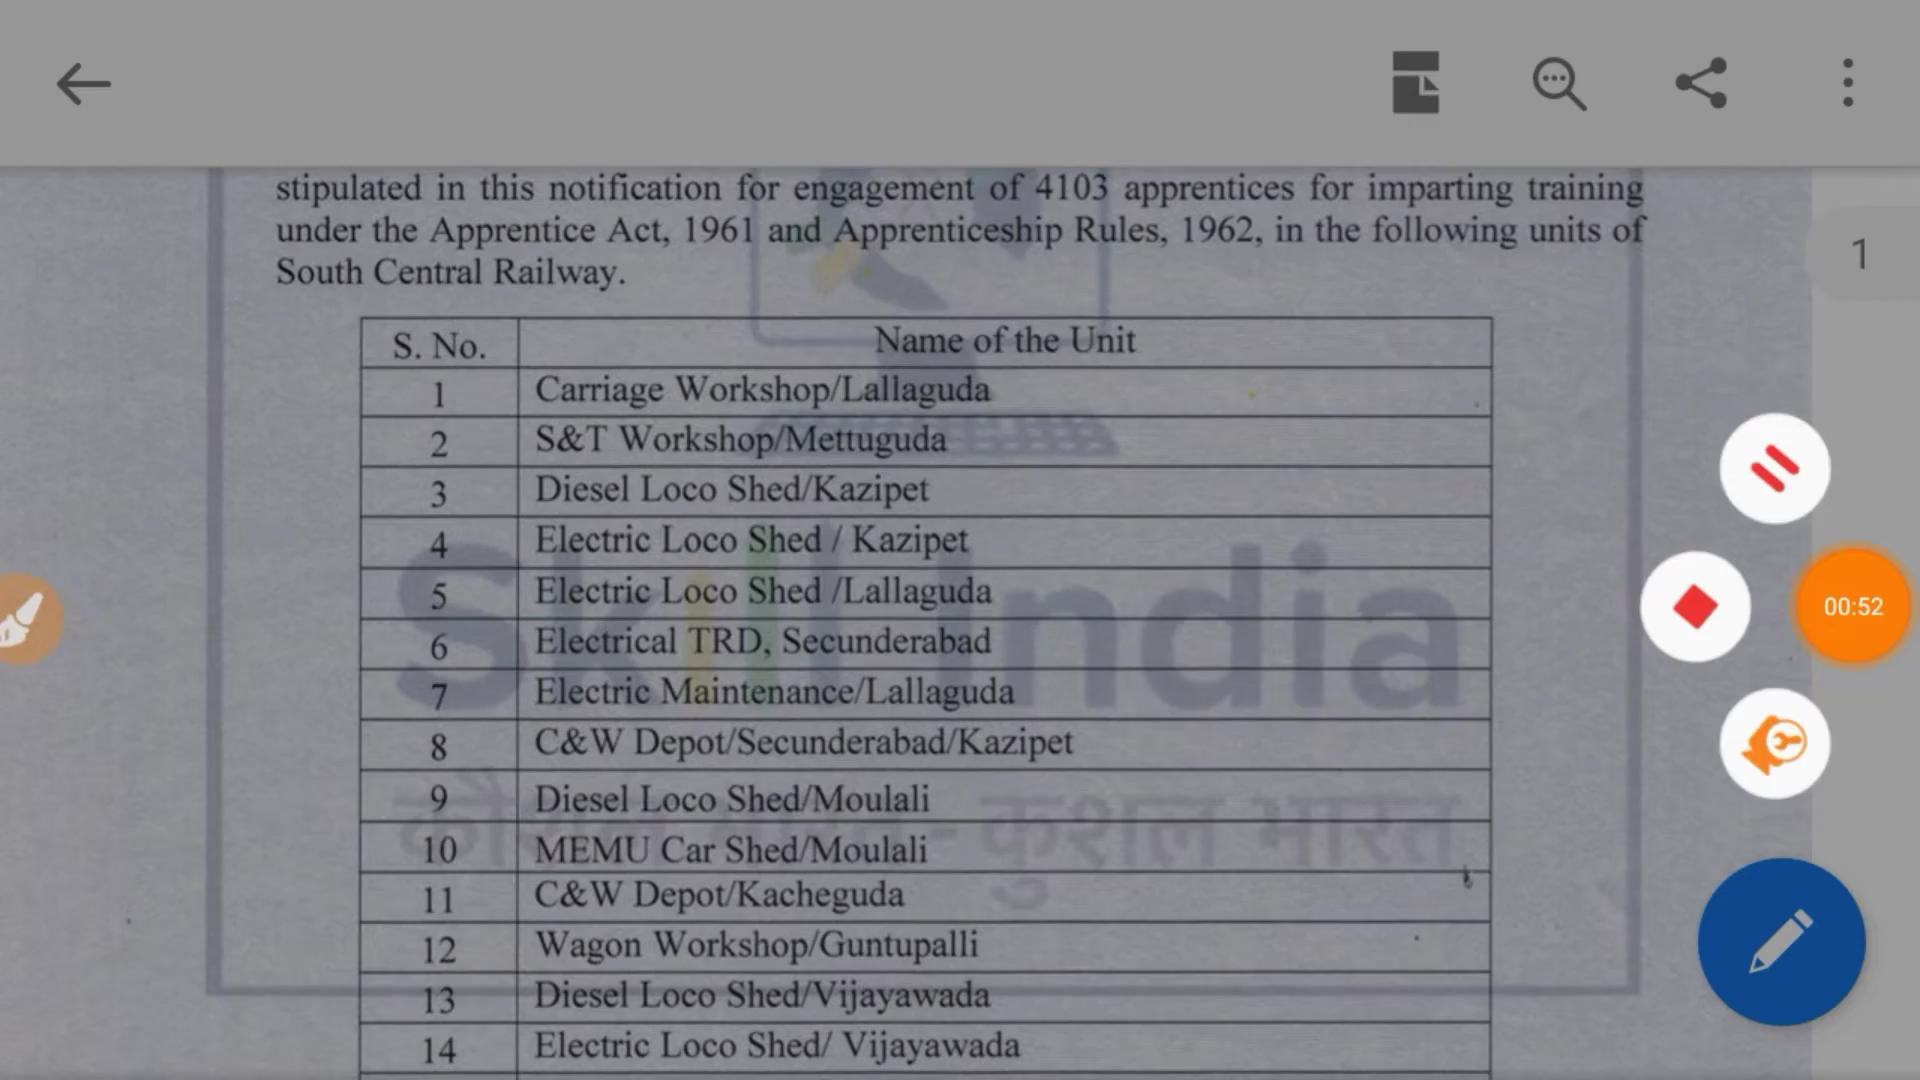 stipulated in this notification for engagement of 4103 apprentices for imparting training
under the Apprentice Act, 1961 and Apprenticeship Rules, 1962, in the following units of
South Central Railway.
1
S. No. Name of the Unit
1 Carriage Workshop/Lallaguda
2 S&T Workshop/Mettuguda
3 Diesel Loco Shed/Kazipet
4 Electric Loco Shed / Kazipet
5 Electric Loco Shed /Lallaguda
6 Electrical TRD, Secunderabad
7 Electric Maintenance/Lallaguda
8 C&W Depot/Secunderabad/Kazipet
9 Diesel Loco Shed/Moulali
10 MEMU Car Shed/Moulali
11 C&W Depot/Kacheguda
12 Wagon Workshop/Guntupalli
13 Diesel Loco Shed/Vijayawada
14 Electric Loco Shed/ Vijayawada
Skill India
- कुशल भारत
00:52